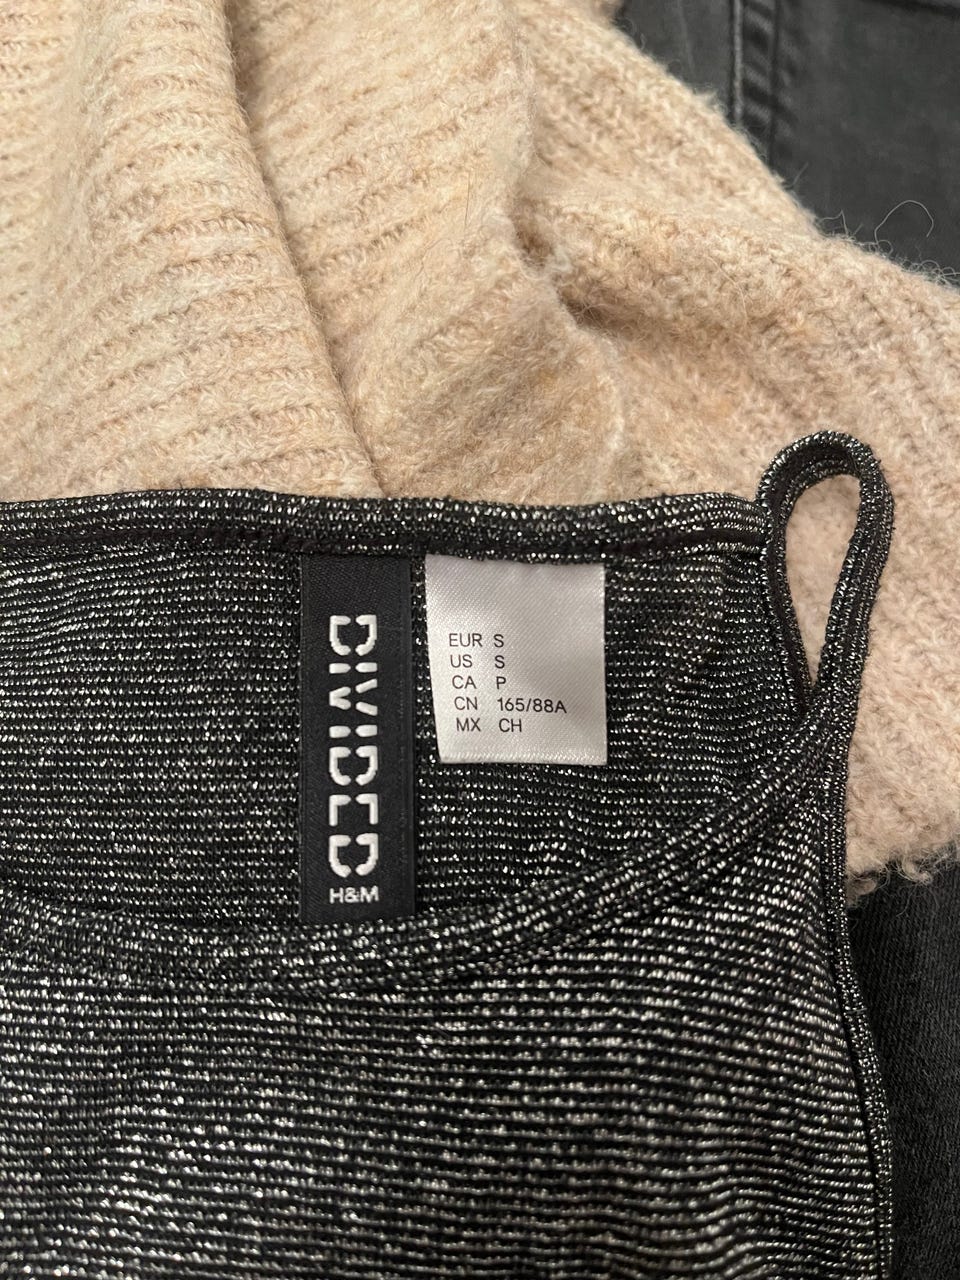 DIVIDED
H&M
EUR S
US S
CA P
CN 165/88A
MX CH